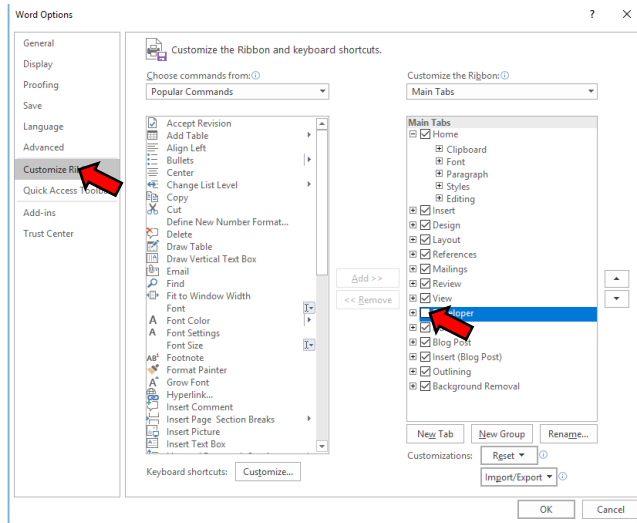 Word Options
?
General
Display
Proofing
Save
Language
Advanced
Customize
Quick Access
Add-ins
Trust Center
Customize the Ribbon and keyboard shortcuts.
Choose commands from:
Popular Commands
Accept Revision
Add Table
Align Left
Bullets
Center
Change List Level
Copy
Cut
Define New Number Format...
Delete
Draw Table
Draw Vertical Text Box
Email
Find
Fit to Window Width
Font
Font Color
Font Settings
Font Size
Footnote
Format Painter
Grow Font
Hyperlink...
Insert Comment
Insert Page Section Breaks
Insert Picture
Insert Text Box
Keyboard shortcuts: Customize...
Add >>
<< Remove
Customize the Ribbon:
Main Tabs
Main Tabs
Home
Clipboard
Font
Paragraph
Styles
Editing
Insert
Design
Layout
References
Mailings
Review
View
Blog Post
Insert (Blog Post)
Outlining
Background Removal
New Tab New Group Rename...
Customizations: Reset
Import/Export
OK Cancel